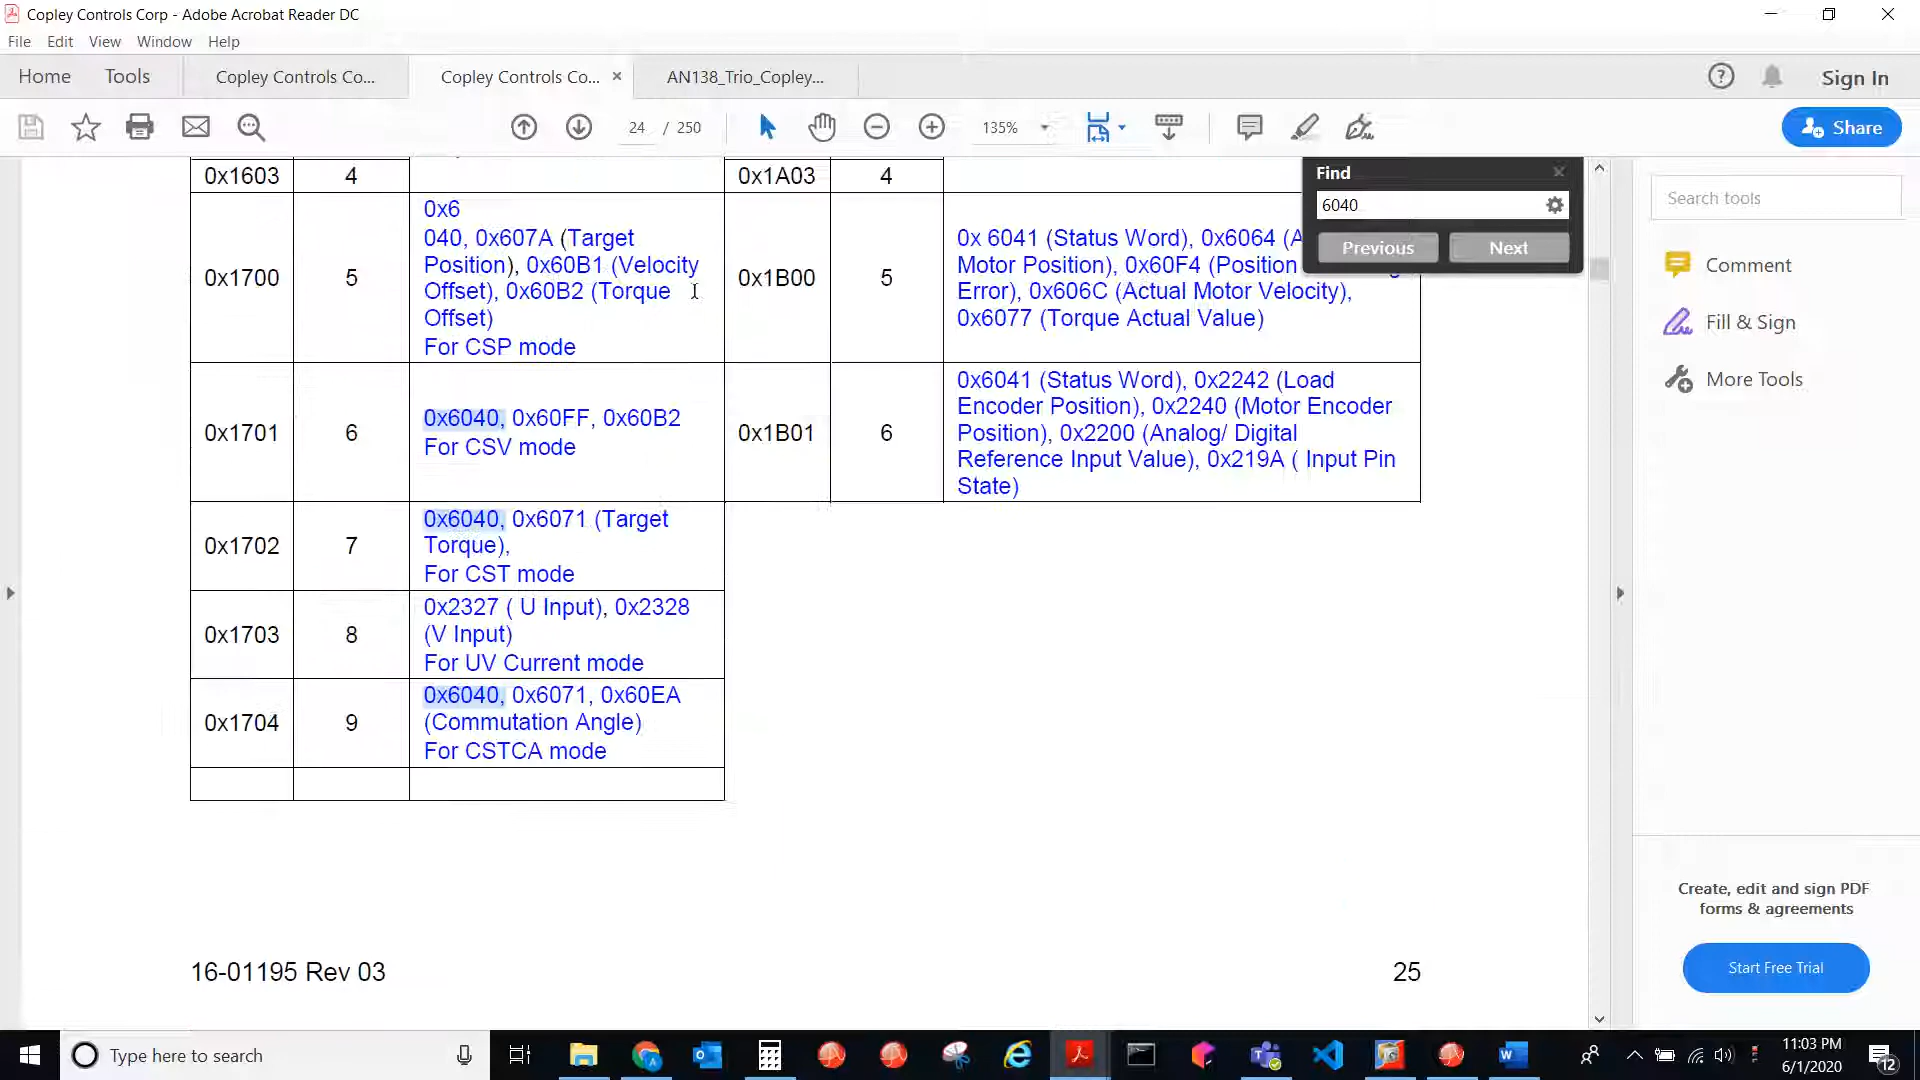 Copley Controls Corp - Adobe Acrobat Reader DC
File Edit View Window Help
Home Tools Copley Controls Co... Copley Controls Co... AN138_Trio_Copley...
Sign In
24 / 250
135%
Share
Find
6040
Previous Next
0x1603 4 0x1A03 4
0x1700 5
0x6
040, 0x607A (Target
Position), 0x60B1 (Velocity
Offset), 0x60B2 (Torque
Offset)
For CSP mode
0x1B00 5
0x 6041 (Status Word), 0x6064 (A
Motor Position), 0x60F4 (Position
Error), 0x606C (Actual Motor Velocity),
0x6077 (Torque Actual Value)
0x1701 6
0x6040, 0x60FF, 0x60B2
For CSV mode
0x1B01 6
0x6041 (Status Word), 0x2242 (Load
Encoder Position), 0x2240 (Motor Encoder
Position), 0x2200 (Analog/ Digital
Reference Input Value), 0x219A ( Input Pin
State)
0x1702 7
0x6040, 0x6071 (Target
Torque),
For CST mode
0x1703 8
0x2327 ( U Input), 0x2328
(V Input)
For UV Current mode
0x1704 9
0x6040, 0x6071, 0x60EA
(Commutation Angle)
For CSTCA mode
16-01195 Rev 03 25
Search tools
Comment
Fill & Sign
More Tools
Create, edit and sign PDF
forms & agreements
Start Free Trial
Type here to search
11:03 PM
6/1/2020
12